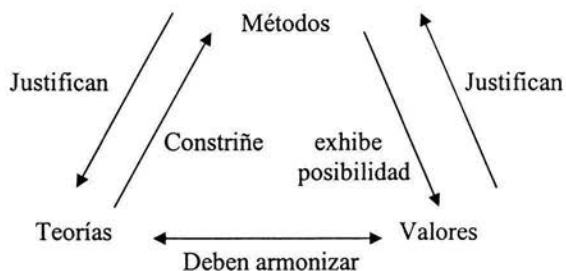 Métodos
Justifican
Justifican
Constriñe
exhibe
posibilidad
Teorías
Valores
Deben armonizar